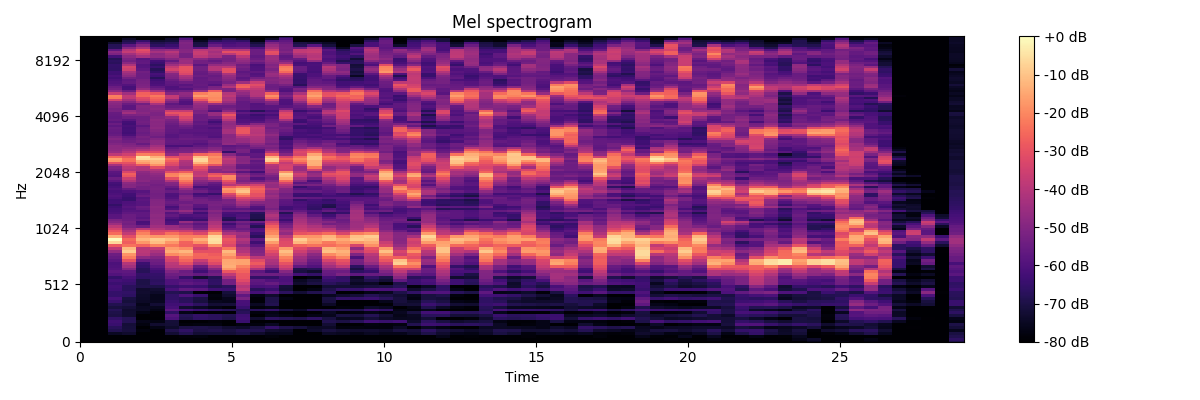 Mel spectrogram
Hz
8192
4096
2048
1024
512
0
0 5 10 15 20 25
Time
+0 dB
-10 dB
-20 dB
-30 dB
-40 dB
-50 dB
-60 dB
-70 dB
-80 dB